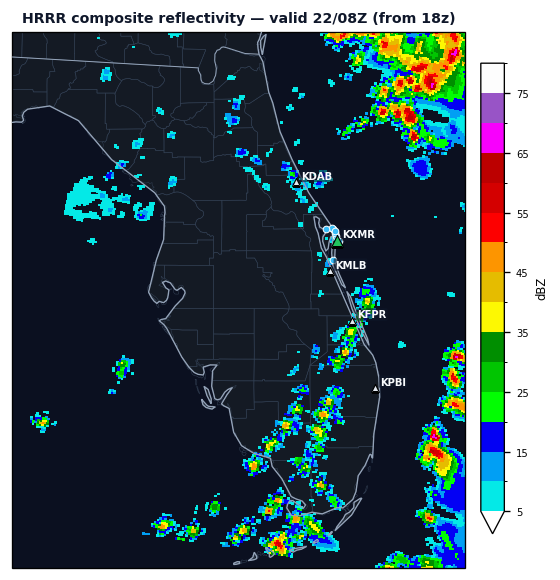 HRRR composite reflectivity — valid 22/08Z (from 18z)
KDAB
KXMR
KMLB
KFPR
KPBI
75
65
55
45
35
25
15
5
dBZ